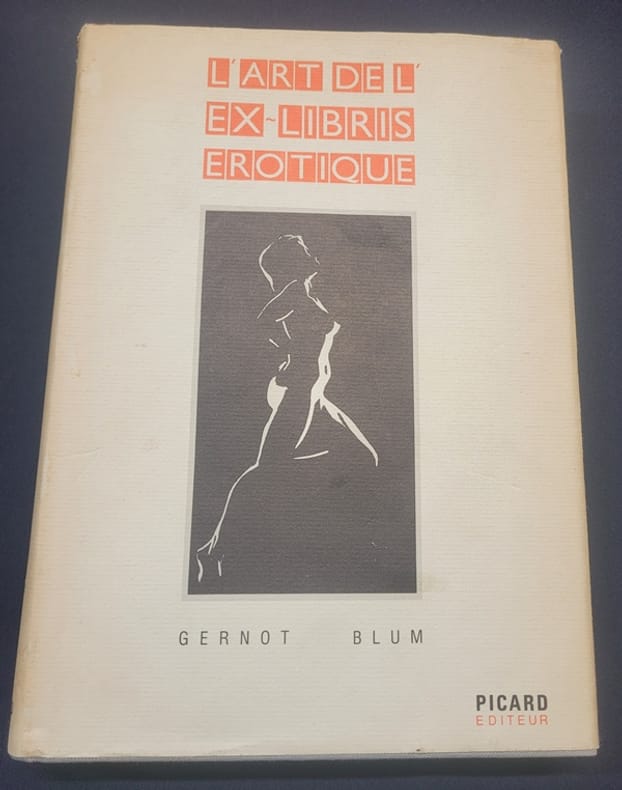 L'ART DE L'
EX~LIBRIS
EROTIQUE
GERNOT BLUM
PICARD
EDITEUR